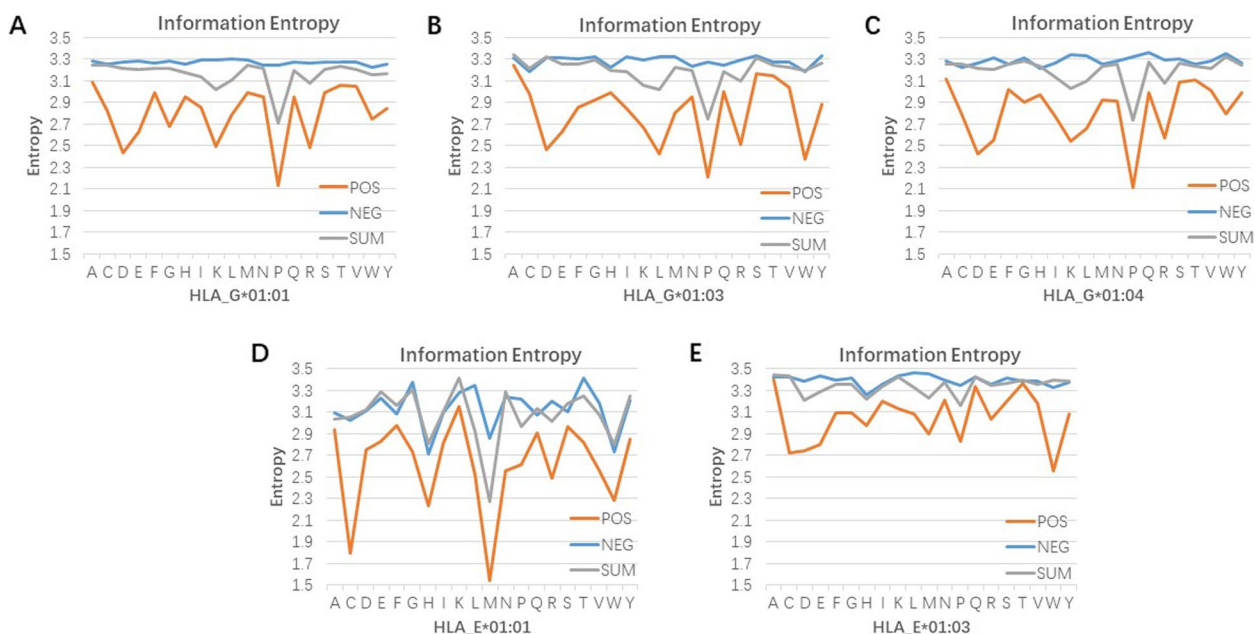 A
Information Entropy
3.5
3.3
3.1
2.9
2.7
2.5
2.3
2.1
1.9
1.7
1.5
Entropy
POS
NEG
SUM
A C D E F G H I K L M N P Q R S T V W Y
HLA_G*01:01
B
Information Entropy
3.5
3.3
3.1
2.9
2.7
2.5
2.3
2.1
1.9
1.7
1.5
Entropy
POS
NEG
SUM
A C D E F G H I K L M N P Q R S T V W Y
HLA_G*01:03
C
Information Entropy
3.5
3.3
3.1
2.9
2.7
2.5
2.3
2.1
1.9
1.7
1.5
Entropy
POS
NEG
SUM
A C D E F G H I K L M N P Q R S T V W Y
HLA_G*01:04
D
Information Entropy
3.5
3.3
3.1
2.9
2.7
2.5
2.3
2.1
1.9
1.7
1.5
Entropy
POS
NEG
SUM
A C D E F G H I K L M N P Q R S T V W Y
HLA_E*01:01
E
Information Entropy
3.5
3.3
3.1
2.9
2.7
2.5
2.3
2.1
1.9
1.7
1.5
Entropy
POS
NEG
SUM
A C D E F G H I K L M N P Q R S T V W Y
HLA_E*01:03